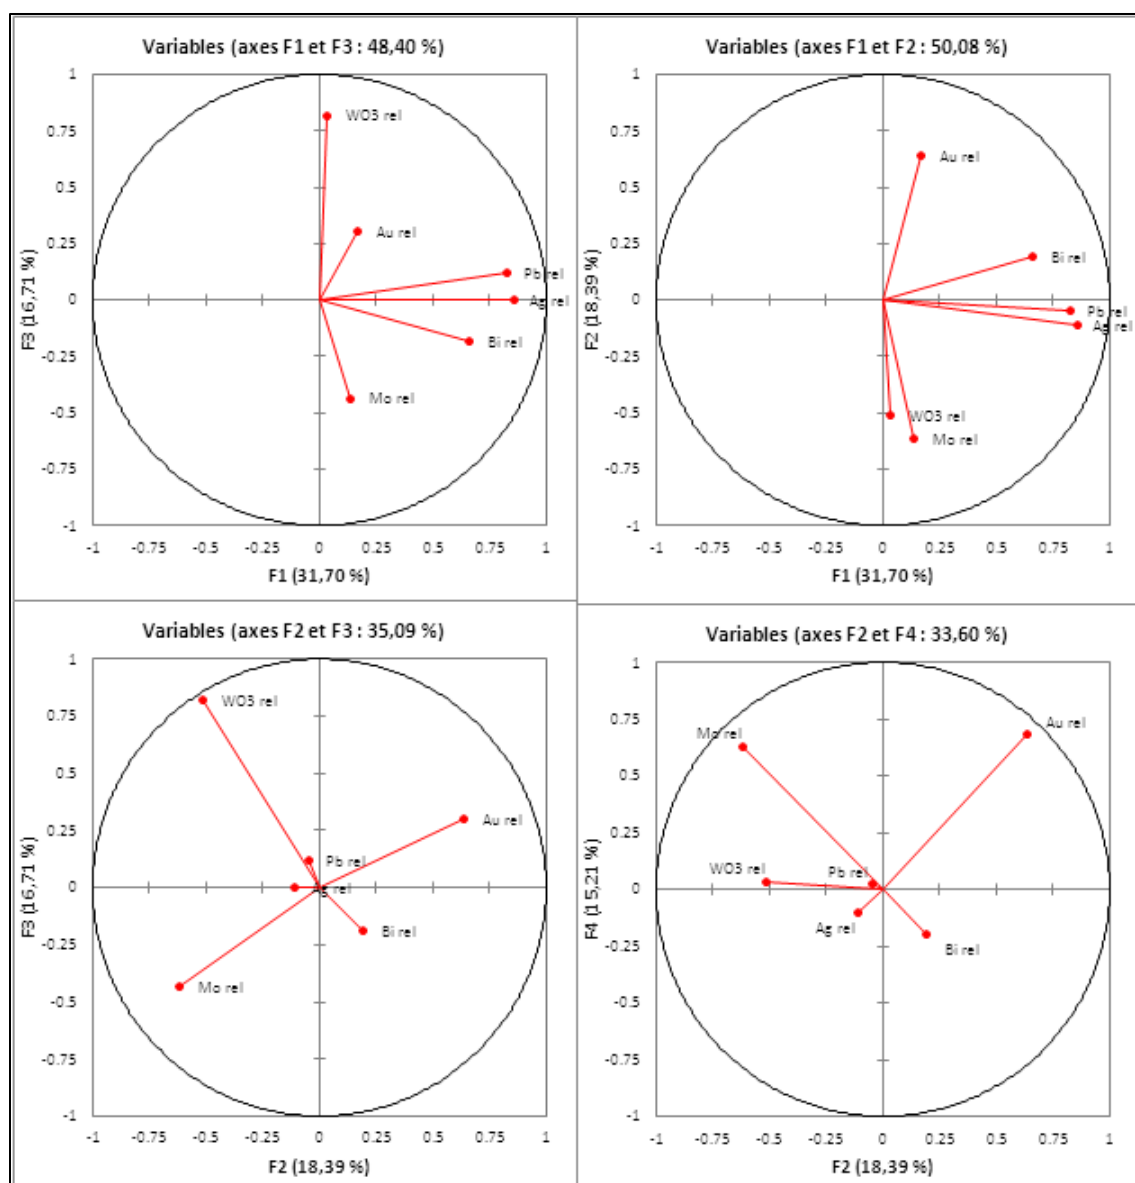 Variables (axes F1 et F3 : 48,40 %)
1
0.75
0.5
0.25
0
-0.25
-0.5
-0.75
-1
F3 (16,71 %)
WO3 rel
Au rel
Pb rel
Ag rel
Bi rel
Mo rel
-1 -0.75 -0.5 -0.25 0 0.25 0.5 0.75 1
F1 (31,70 %)
Variables (axes F1 et F2 : 50,08 %)
1
0.75
0.5
0.25
0
-0.25
-0.5
-0.75
-1
F2 (18,39 %)
Au rel
Bi rel
Pb rel
Ag rel
WO3 rel
Mo rel
-1 -0.75 -0.5 -0.25 0 0.25 0.5 0.75 1
F1 (31,70 %)
Variables (axes F2 et F3 : 35,09 %)
1
0.75
0.5
0.25
0
-0.25
-0.5
-0.75
-1
F3 (16,71 %)
WO3 rel
Au rel
Pb rel
Ag rel
Bi rel
Mo rel
-1 -0.75 -0.5 -0.25 0 0.25 0.5 0.75 1
F2 (18,39 %)
Variables (axes F2 et F4 : 33,60 %)
1
0.75
0.5
0.25
0
-0.25
-0.5
-0.75
-1
F4 (15,21 %)
Au rel
Mo rel
WO3 rel
Pb rel
Ag rel
Bi rel
-1 -0.75 -0.5 -0.25 0 0.25 0.5 0.75 1
F2 (18,39 %)